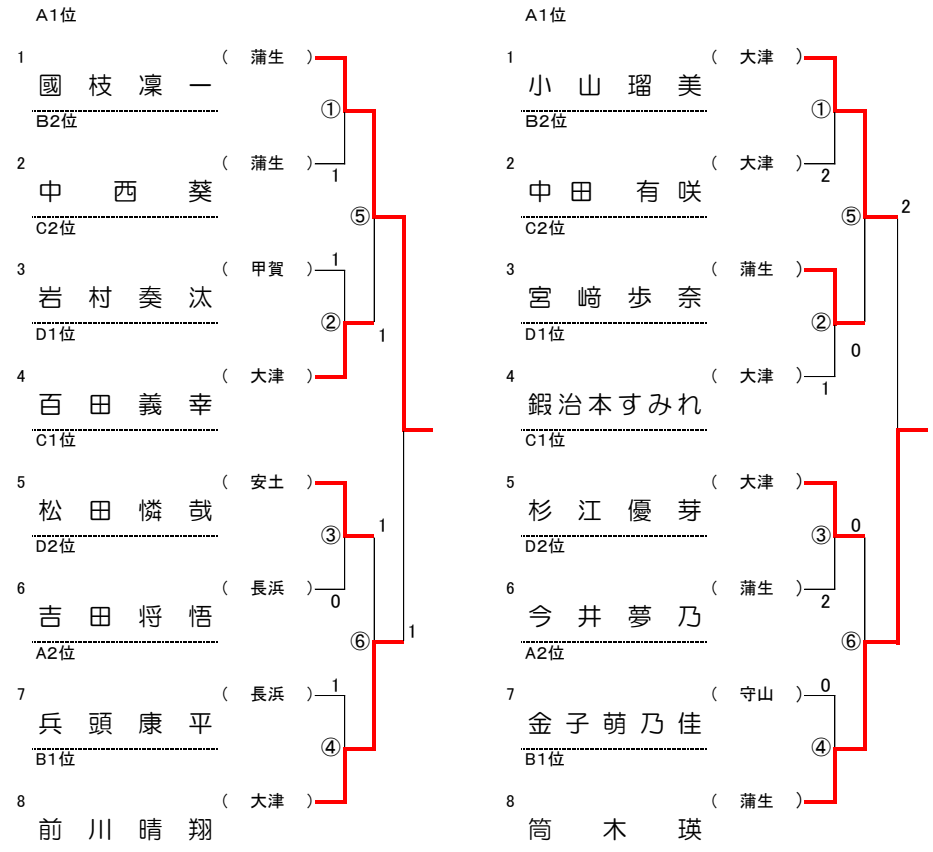 A1位
1 ( 蒲生 )
國枝凜一
①
B2位
2 ( 蒲生 ) 1
中西葵
⑤
C2位
3 ( 甲賀 ) 1
岩村奏汰
②
D1位 1
4 ( 大津 )
百田義幸
C1位
5 ( 安土 )
松田憐哉 1
③
D2位
6 ( 長浜 ) 0
吉田将悟 1
⑥
A2位
7 ( 長浜 ) 1
兵頭康平
④
B1位
8 ( 大津 )
前川晴翔
A1位
1 ( 大津 )
小山瑠美
①
B2位
2 ( 大津 ) 2
中田有咲
⑤ 2
C2位
3 ( 蒲生 )
宮﨑歩奈
②
D1位 0
4 ( 大津 ) 1
鍜治本すみれ
C1位
5 ( 大津 )
杉江優芽 0
③
D2位
6 ( 蒲生 ) 2
今井夢乃
⑥
A2位
7 ( 守山 ) 0
金子萌乃佳
④
B1位
8 ( 蒲生 )
筒木瑛